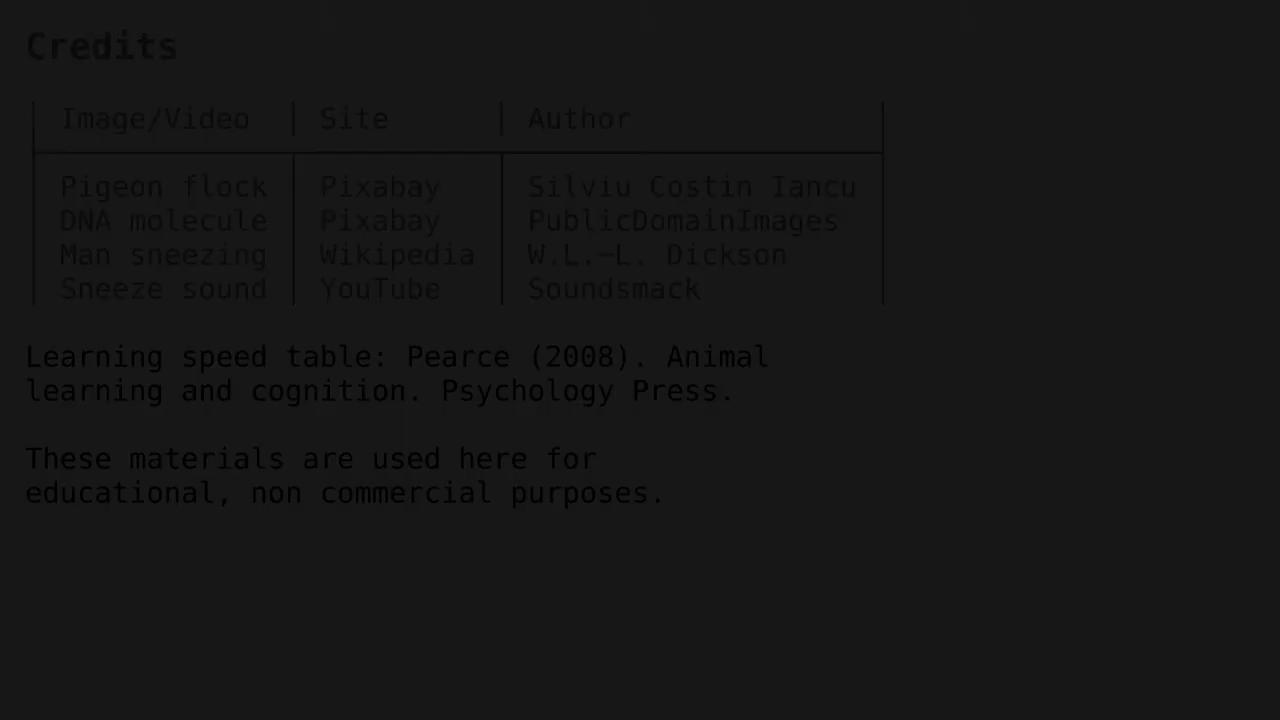 Credits
Image/Video Site Author
Pigeon flock Pixabay Silviu Costin Iancu
DNA molecule Pixabay PublicDomainImages
Man sneezing Wikipedia W.L.–L. Dickson
Sneeze sound YouTube Soundsmack
Learning speed table: Pearce (2008). Animal
learning and cognition. Psychology Press.
These materials are used here for
educational, non commercial purposes.